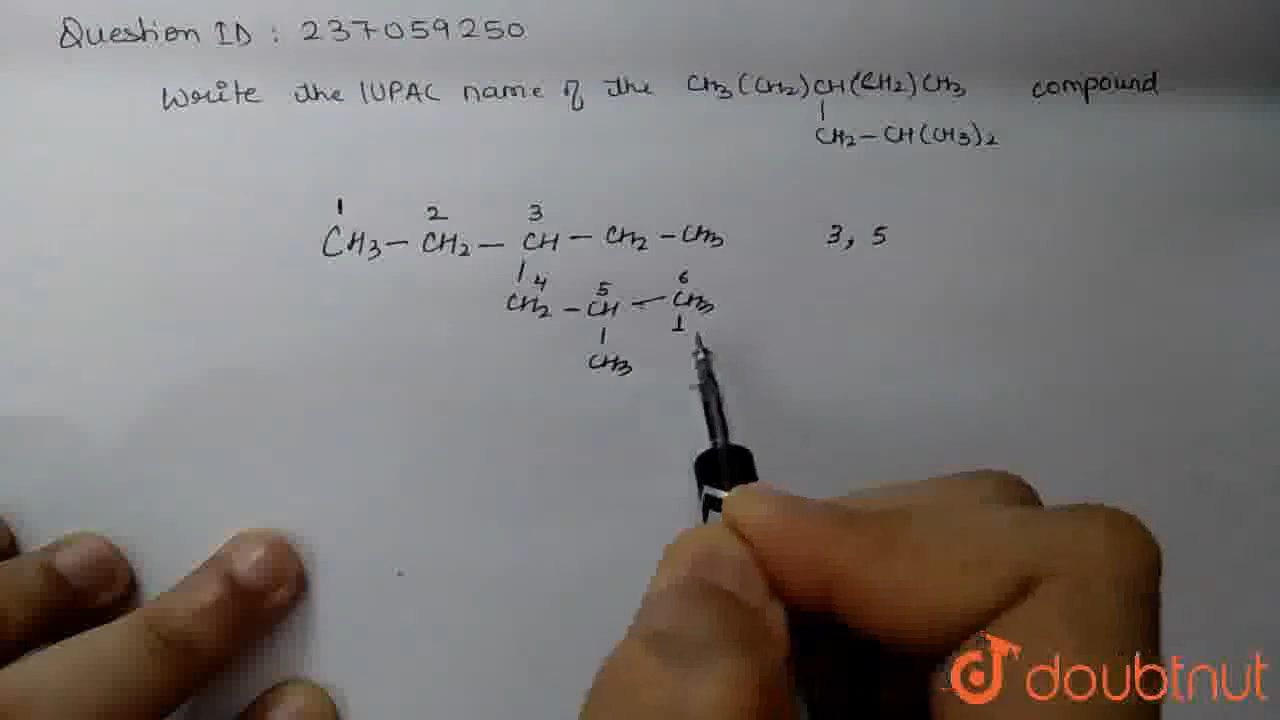 Question ID : 237059250
Write the IUPAC name of the CH3(CH2)CH(CH2)CH3 compound
|
CH2-CH(CH3)2
1 2 3
CH3-CH2-CH-CH2-CH3 3, 5
| 4 5 6
CH2-CH-CH3
| 1
CH3
doubtnut